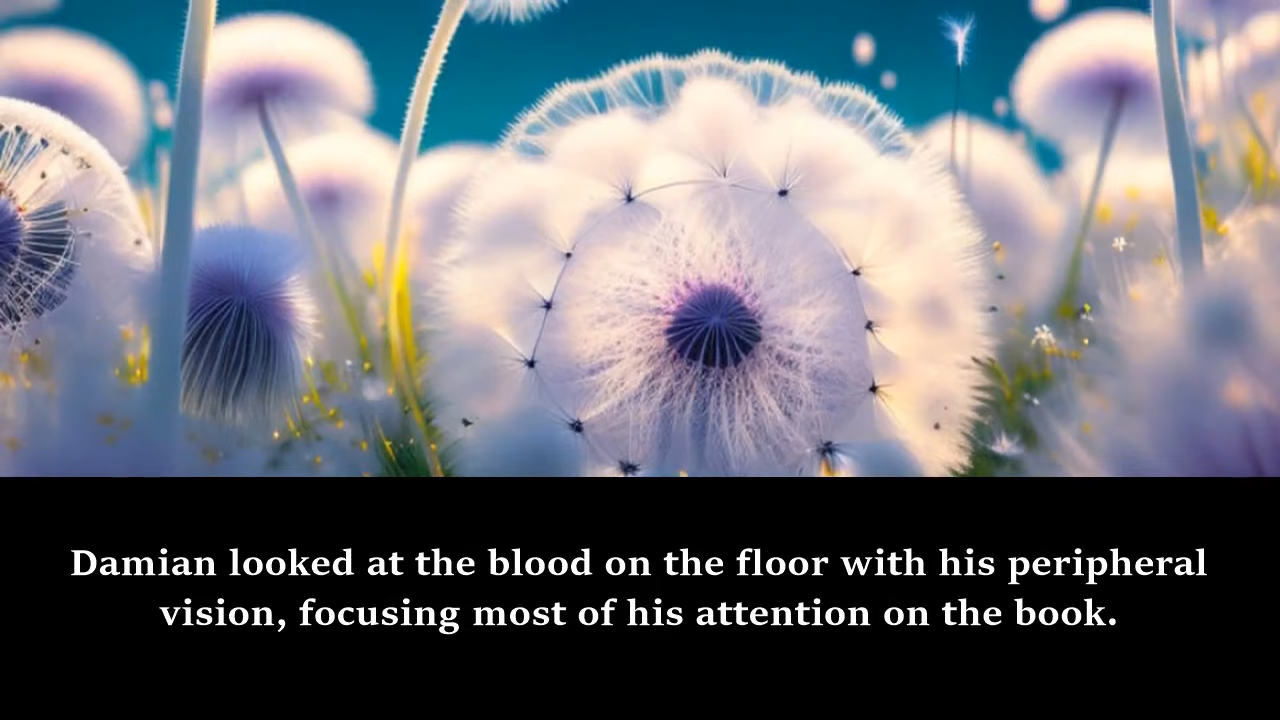 Damian looked at the blood on the floor with his peripheral
vision, focusing most of his attention on the book.